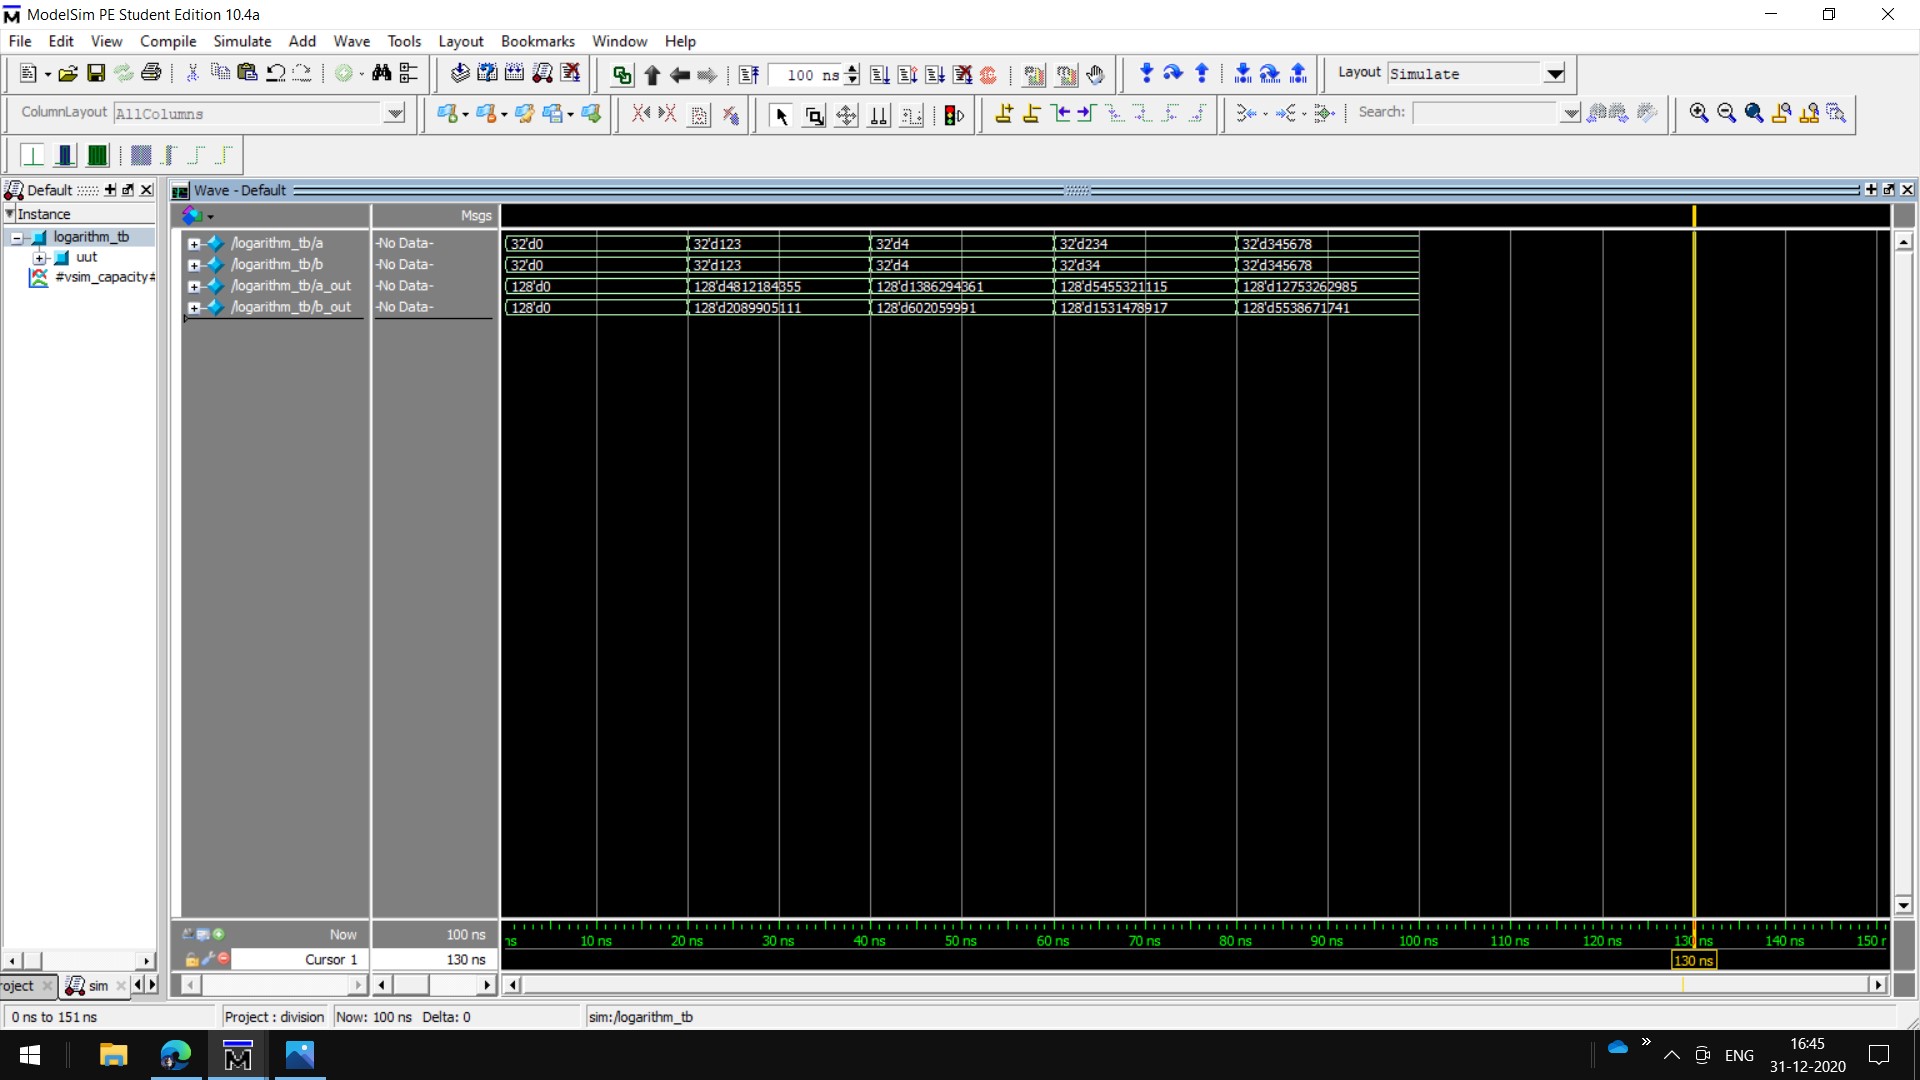 ModelSim PE Student Edition 10.4a
File Edit View Compile Simulate Add Wave Tools Layout Bookmarks Window Help
100 ns
Layout Simulate
ColumnLayout AllColumns
Search:
Default
Wave - Default
Instance
Msgs
logarithm_tb
uut
#vsim_capacity#
/logarithm_tb/a -No Data- 32'd0 32'd123 32'd4 32'd234 32'd345678
/logarithm_tb/b -No Data- 32'd0 32'd123 32'd4 32'd34 32'd345678
/logarithm_tb/a_out -No Data- 128'd0 128'd4812184355 128'd1386294361 128'd5455321115 128'd12753262985
/logarithm_tb/b_out -No Data- 128'd0 128'd2089905111 128'd602059991 128'd1531478917 128'd5538671741
Now 100 ns
ns 10 ns 20 ns 30 ns 40 ns 50 ns 60 ns 70 ns 80 ns 90 ns 100 ns 110 ns 120 ns 130 ns 140 ns 150 n
Cursor 1 130 ns
130 ns
roject sim
0 ns to 151 ns Project : division Now: 100 ns Delta: 0 sim:/logarithm_tb
ENG
16:45
31-12-2020